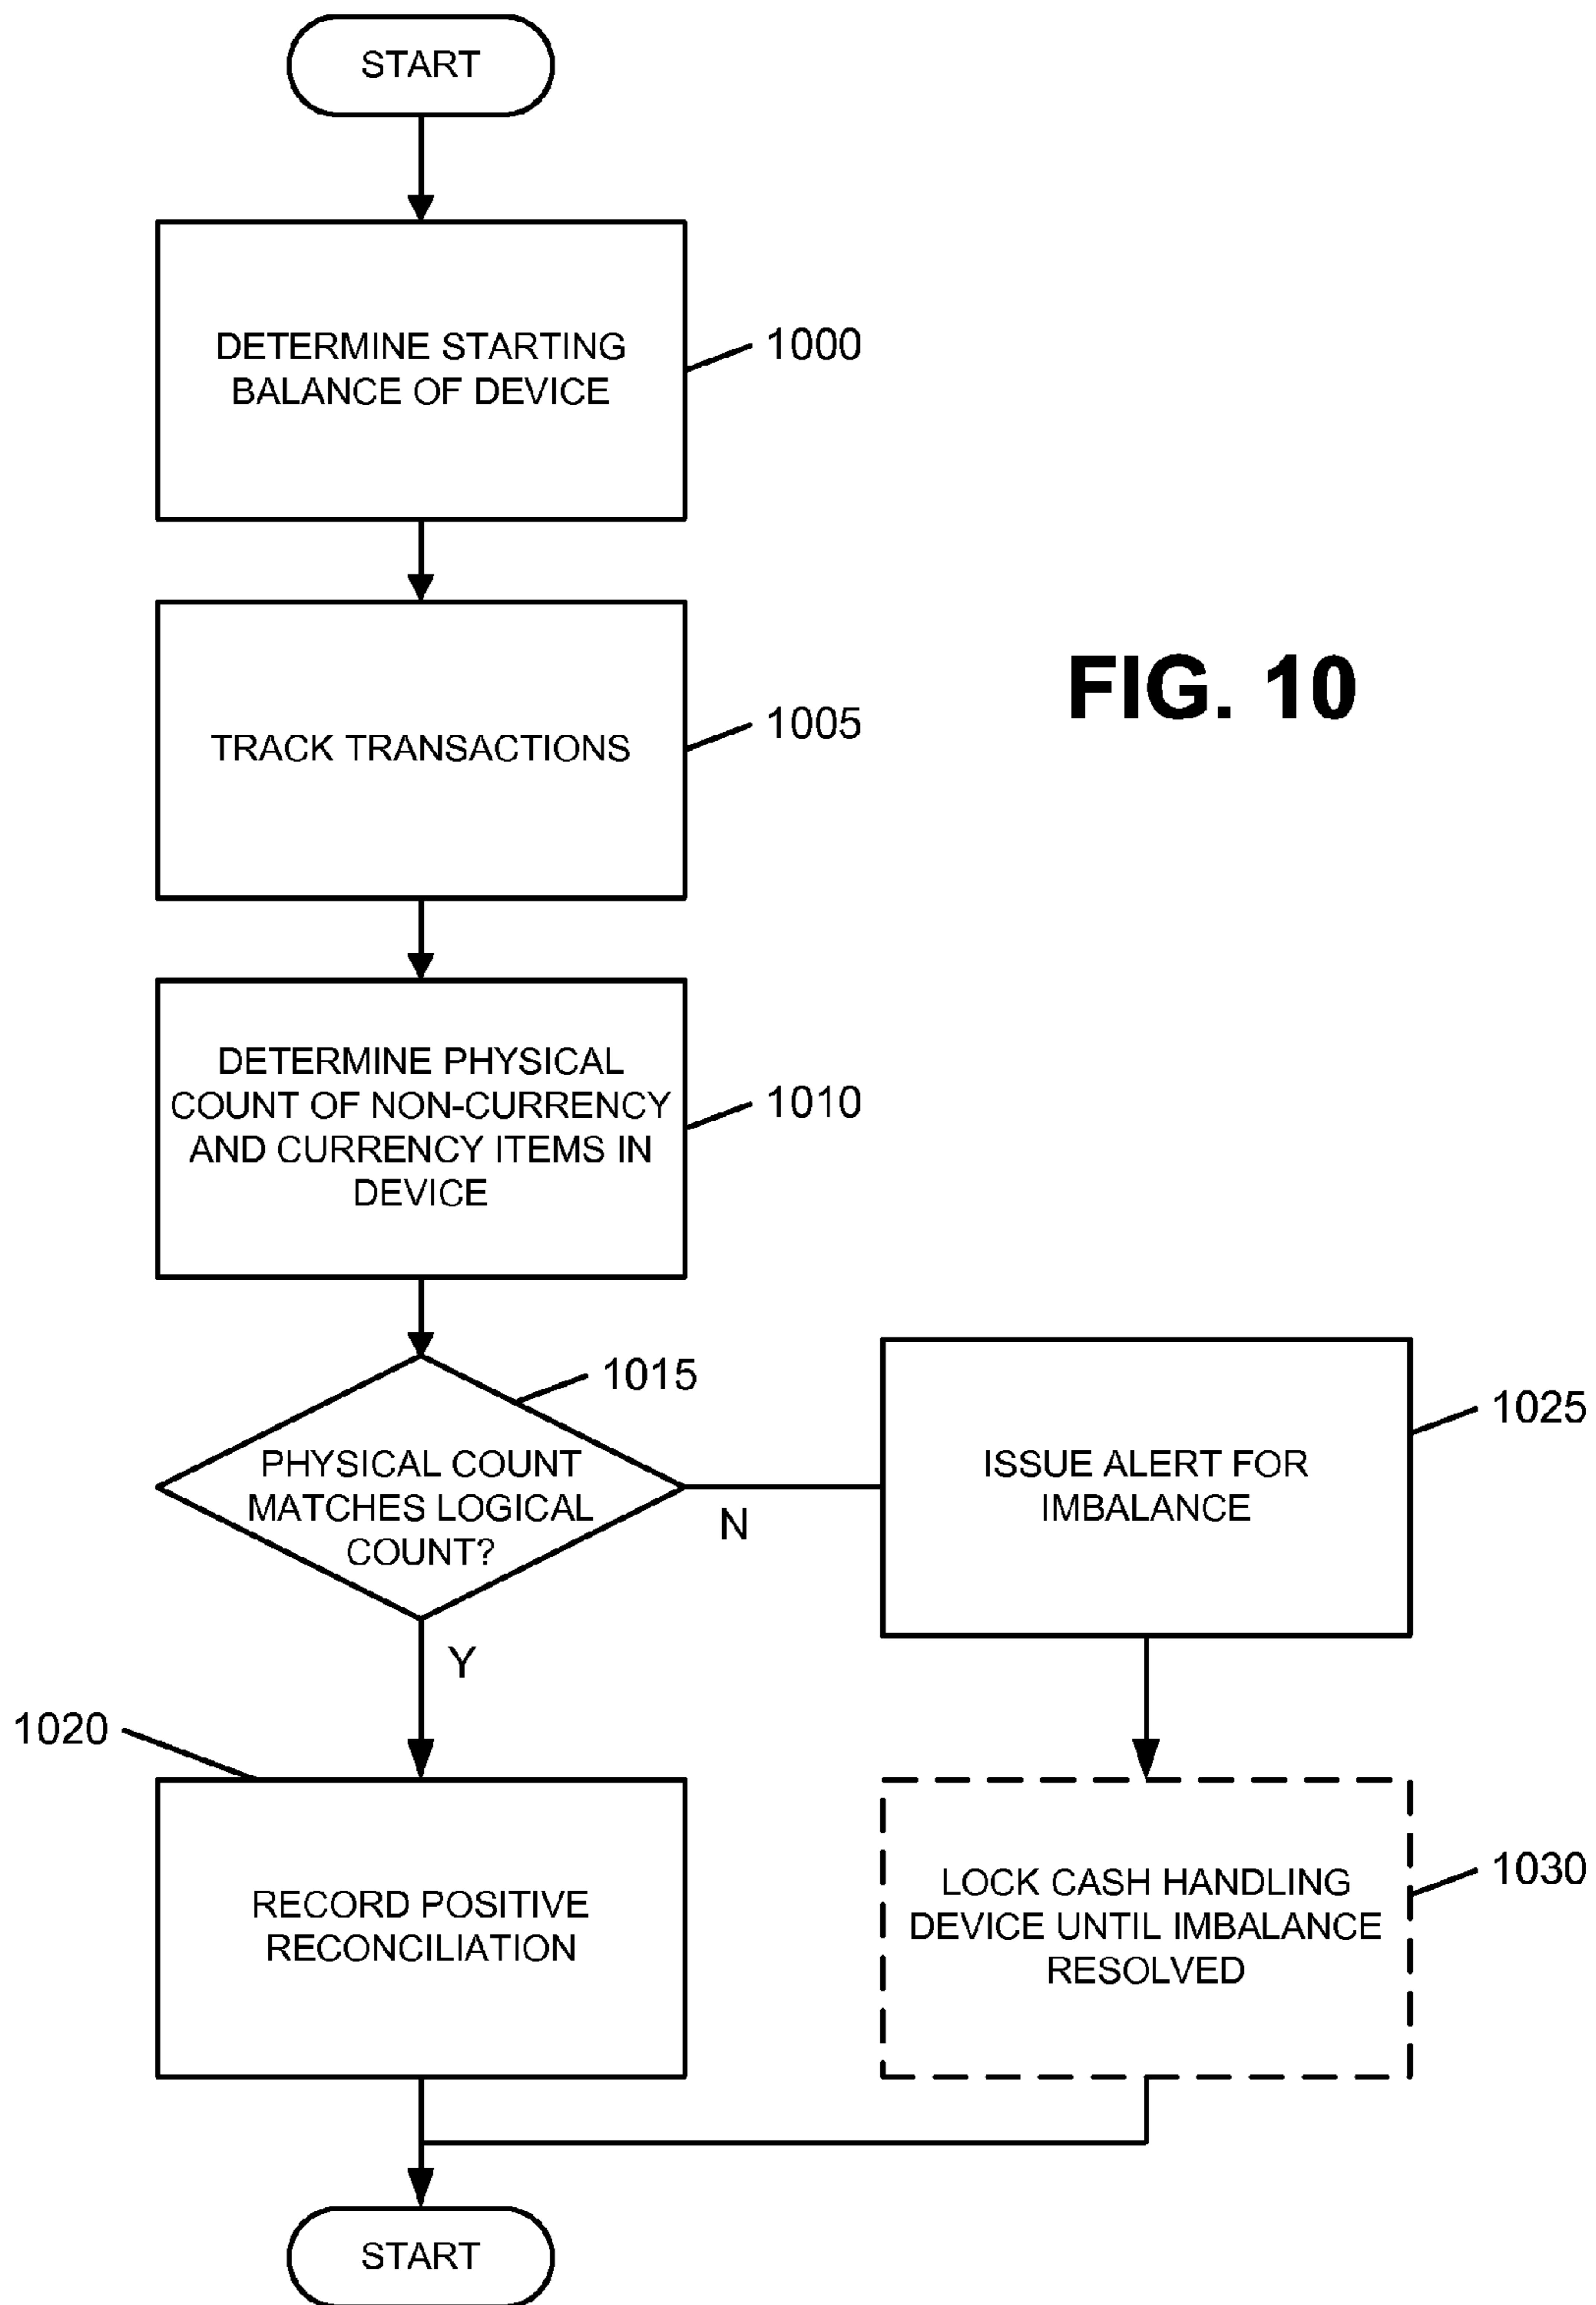 START
DETERMINE STARTING
BALANCE OF DEVICE
1000
TRACK TRANSACTIONS
1005
FIG. 10
DETERMINE PHYSICAL
COUNT OF NON-CURRENCY
AND CURRENCY ITEMS IN
DEVICE
1010
1015
PHYSICAL COUNT
MATCHES LOGICAL
COUNT?
N
ISSUE ALERT FOR
IMBALANCE
1025
Y
1020
RECORD POSITIVE
RECONCILIATION
LOCK CASH HANDLING
DEVICE UNTIL IMBALANCE
RESOLVED
1030
START